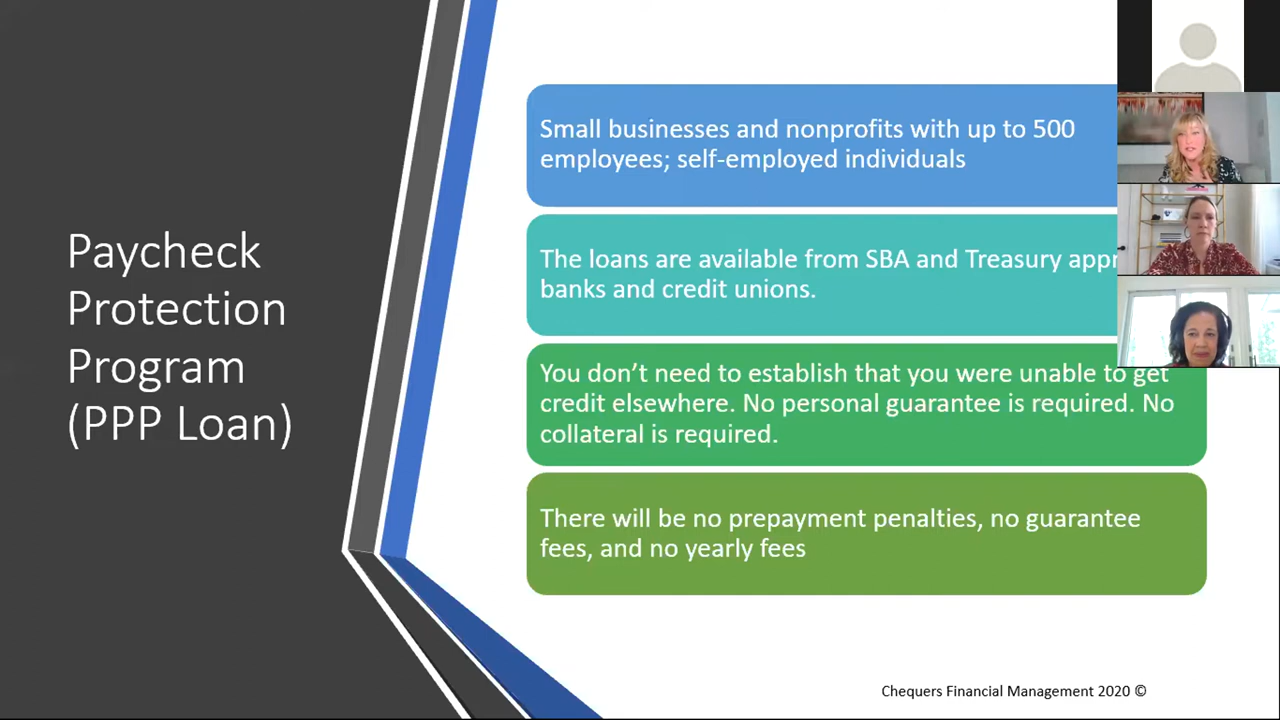 Paycheck
Protection
Program
(PPP Loan)
Small businesses and nonprofits with up to 500
employees; self-employed individuals
The loans are available from SBA and Treasury
banks and credit unions.
You don’t need to establish that you were unable to get
credit elsewhere. No personal guarantee is required. No
collateral is required.
There will be no prepayment penalties, no guarantee
fees, and no yearly fees
Chequers Financial Management 2020 ©